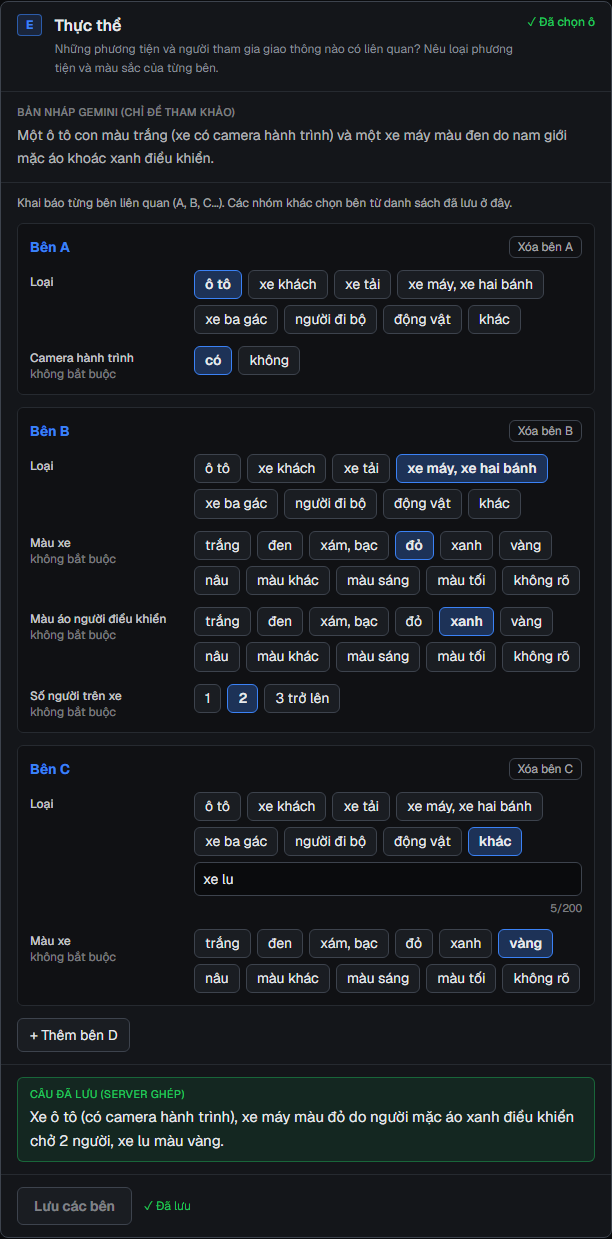 E
Thực thể
✓ Đã chọn ô
Những phương tiện và người tham gia giao thông nào có liên quan? Nêu loại phương
tiện và màu sắc của từng bên.
BẢN NHÁP GEMINI (CHỈ ĐỂ THAM KHẢO)
Một ô tô con màu trắng (xe có camera hành trình) và một xe máy màu đen do nam giới
mặc áo khoác xanh điều khiển.
Khai báo từng bên liên quan (A, B, C…). Các nhóm khác chọn bên từ danh sách đã lưu ở đây.
Bên A
Xóa bên A
Loại
ô tô xe khách xe tải xe máy, xe hai bánh
xe ba gác người đi bộ động vật khác
Camera hành trình
không bắt buộc
có không
Bên B
Xóa bên B
Loại
ô tô xe khách xe tải xe máy, xe hai bánh
xe ba gác người đi bộ động vật khác
Màu xe
không bắt buộc
trắng đen xám, bạc đỏ xanh vàng
nâu màu khác màu sáng màu tối không rõ
Màu áo người điều khiển
không bắt buộc
trắng đen xám, bạc đỏ xanh vàng
nâu màu khác màu sáng màu tối không rõ
Số người trên xe
không bắt buộc
1 2 3 trở lên
Bên C
Xóa bên C
Loại
ô tô xe khách xe tải xe máy, xe hai bánh
xe ba gác người đi bộ động vật khác
xe lu
5/200
Màu xe
không bắt buộc
trắng đen xám, bạc đỏ xanh vàng
nâu màu khác màu sáng màu tối không rõ
+ Thêm bên D
CÂU ĐÃ LƯU (SERVER GHÉP)
Xe ô tô (có camera hành trình), xe máy màu đỏ do người mặc áo xanh điều khiển
chở 2 người, xe lu màu vàng.
Lưu các bên
✓ Đã lưu